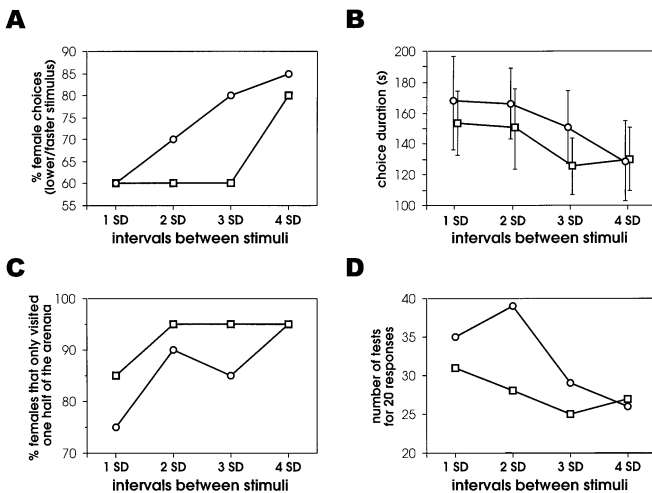 A
% female choices
(lower/faster stimulus)
90
85
80
75
70
65
60
55
1 SD 2 SD 3 SD 4 SD
intervals between stimuli
B
choice duration (s)
200
180
160
140
120
100
1 SD 2 SD 3 SD 4 SD
intervals between stimuli
C
% females that only visited
one half of the arenaia
100
90
80
70
1 SD 2 SD 3 SD 4 SD
intervals between stimuli
D
number of tests
for 20 responses
40
35
30
25
20
1 SD 2 SD 3 SD 4 SD
intervals between stimuli